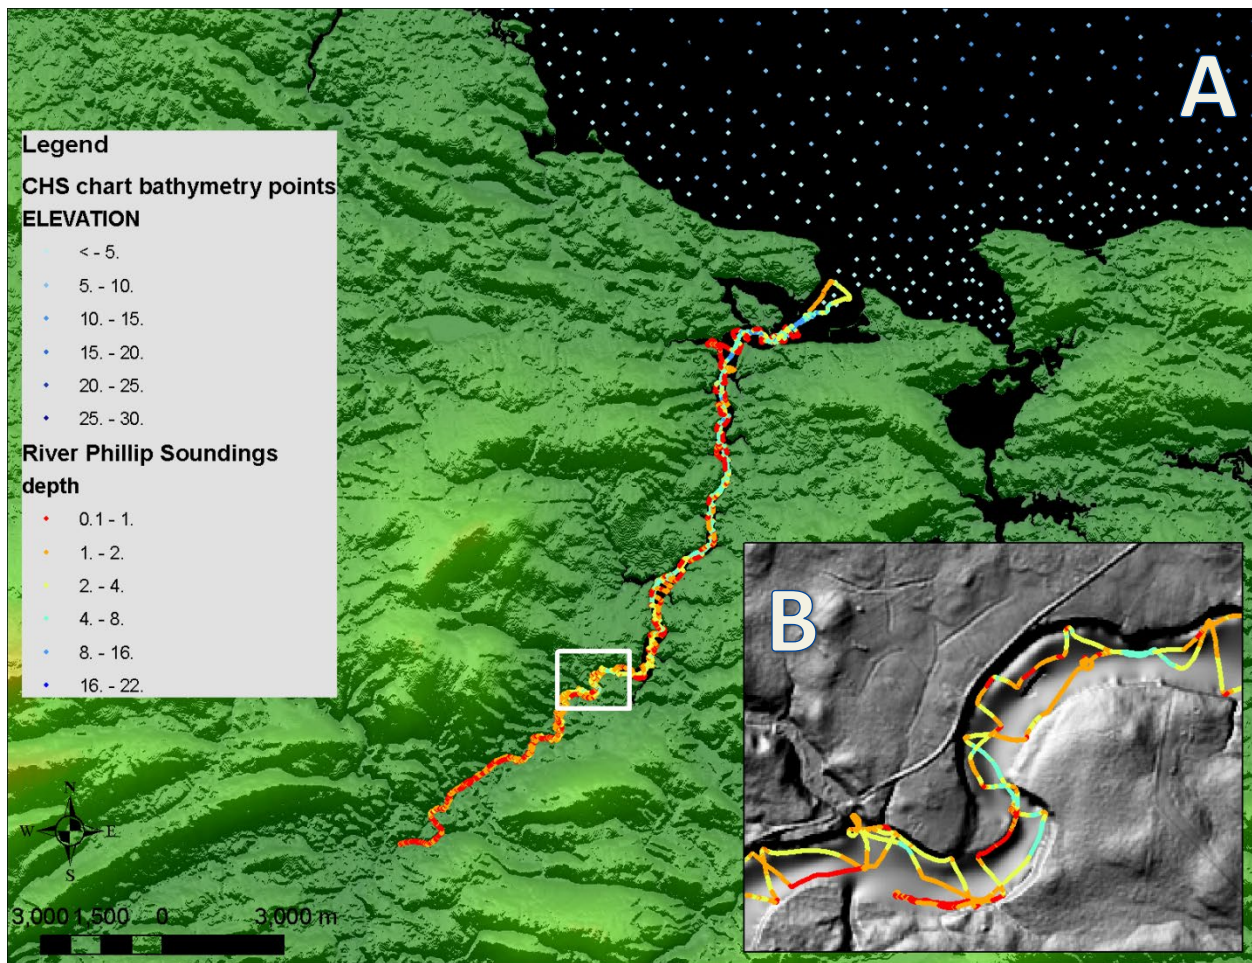 A
Legend
CHS chart bathymetry points
ELEVATION
< - 5.
5. - 10.
10. - 15.
15. - 20.
20. - 25.
25. - 30.
River Phillip Soundings
depth
0.1 - 1.
1. - 2.
2. - 4.
4. - 8.
8. - 16.
16. - 22.
B
N
W E
S
3,000 1,500 0 3,000 m